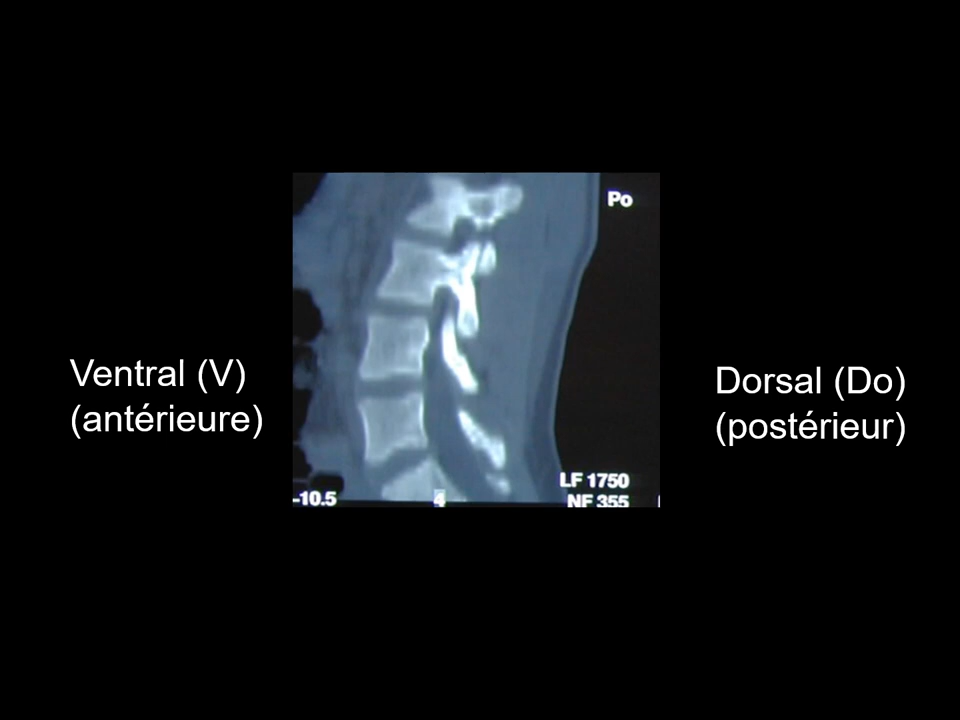 Po
Ventral (V)
(antérieure)
Dorsal (Do)
(postérieur)
LF 1750
-10.5
4
NF 355